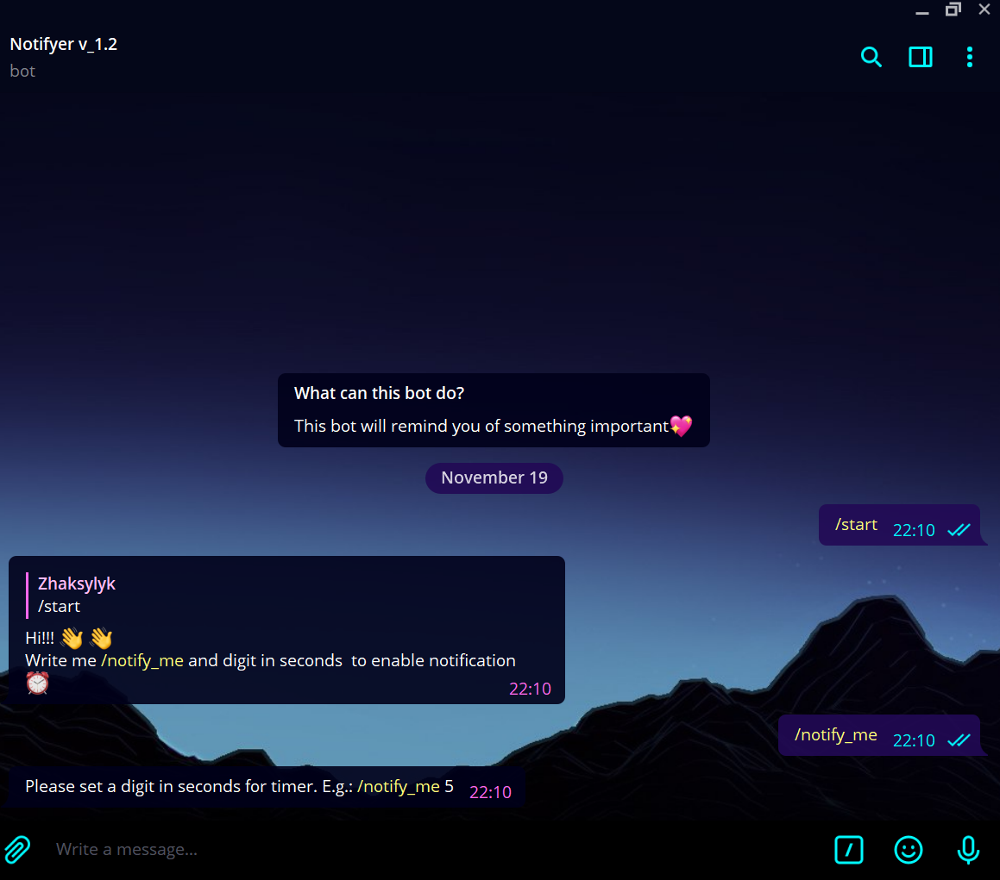 Notifyer v_1.2
bot
What can this bot do?
This bot will remind you of something important💖
November 19
/start 22:10
Zhaksylyk
/start
Hi!!! 👋 👋
Write me /notify_me and digit in seconds  to enable notification
⏰ 22:10
/notify_me 22:10
Please set a digit in seconds for timer. E.g.: /notify_me 5 22:10
Write a message...